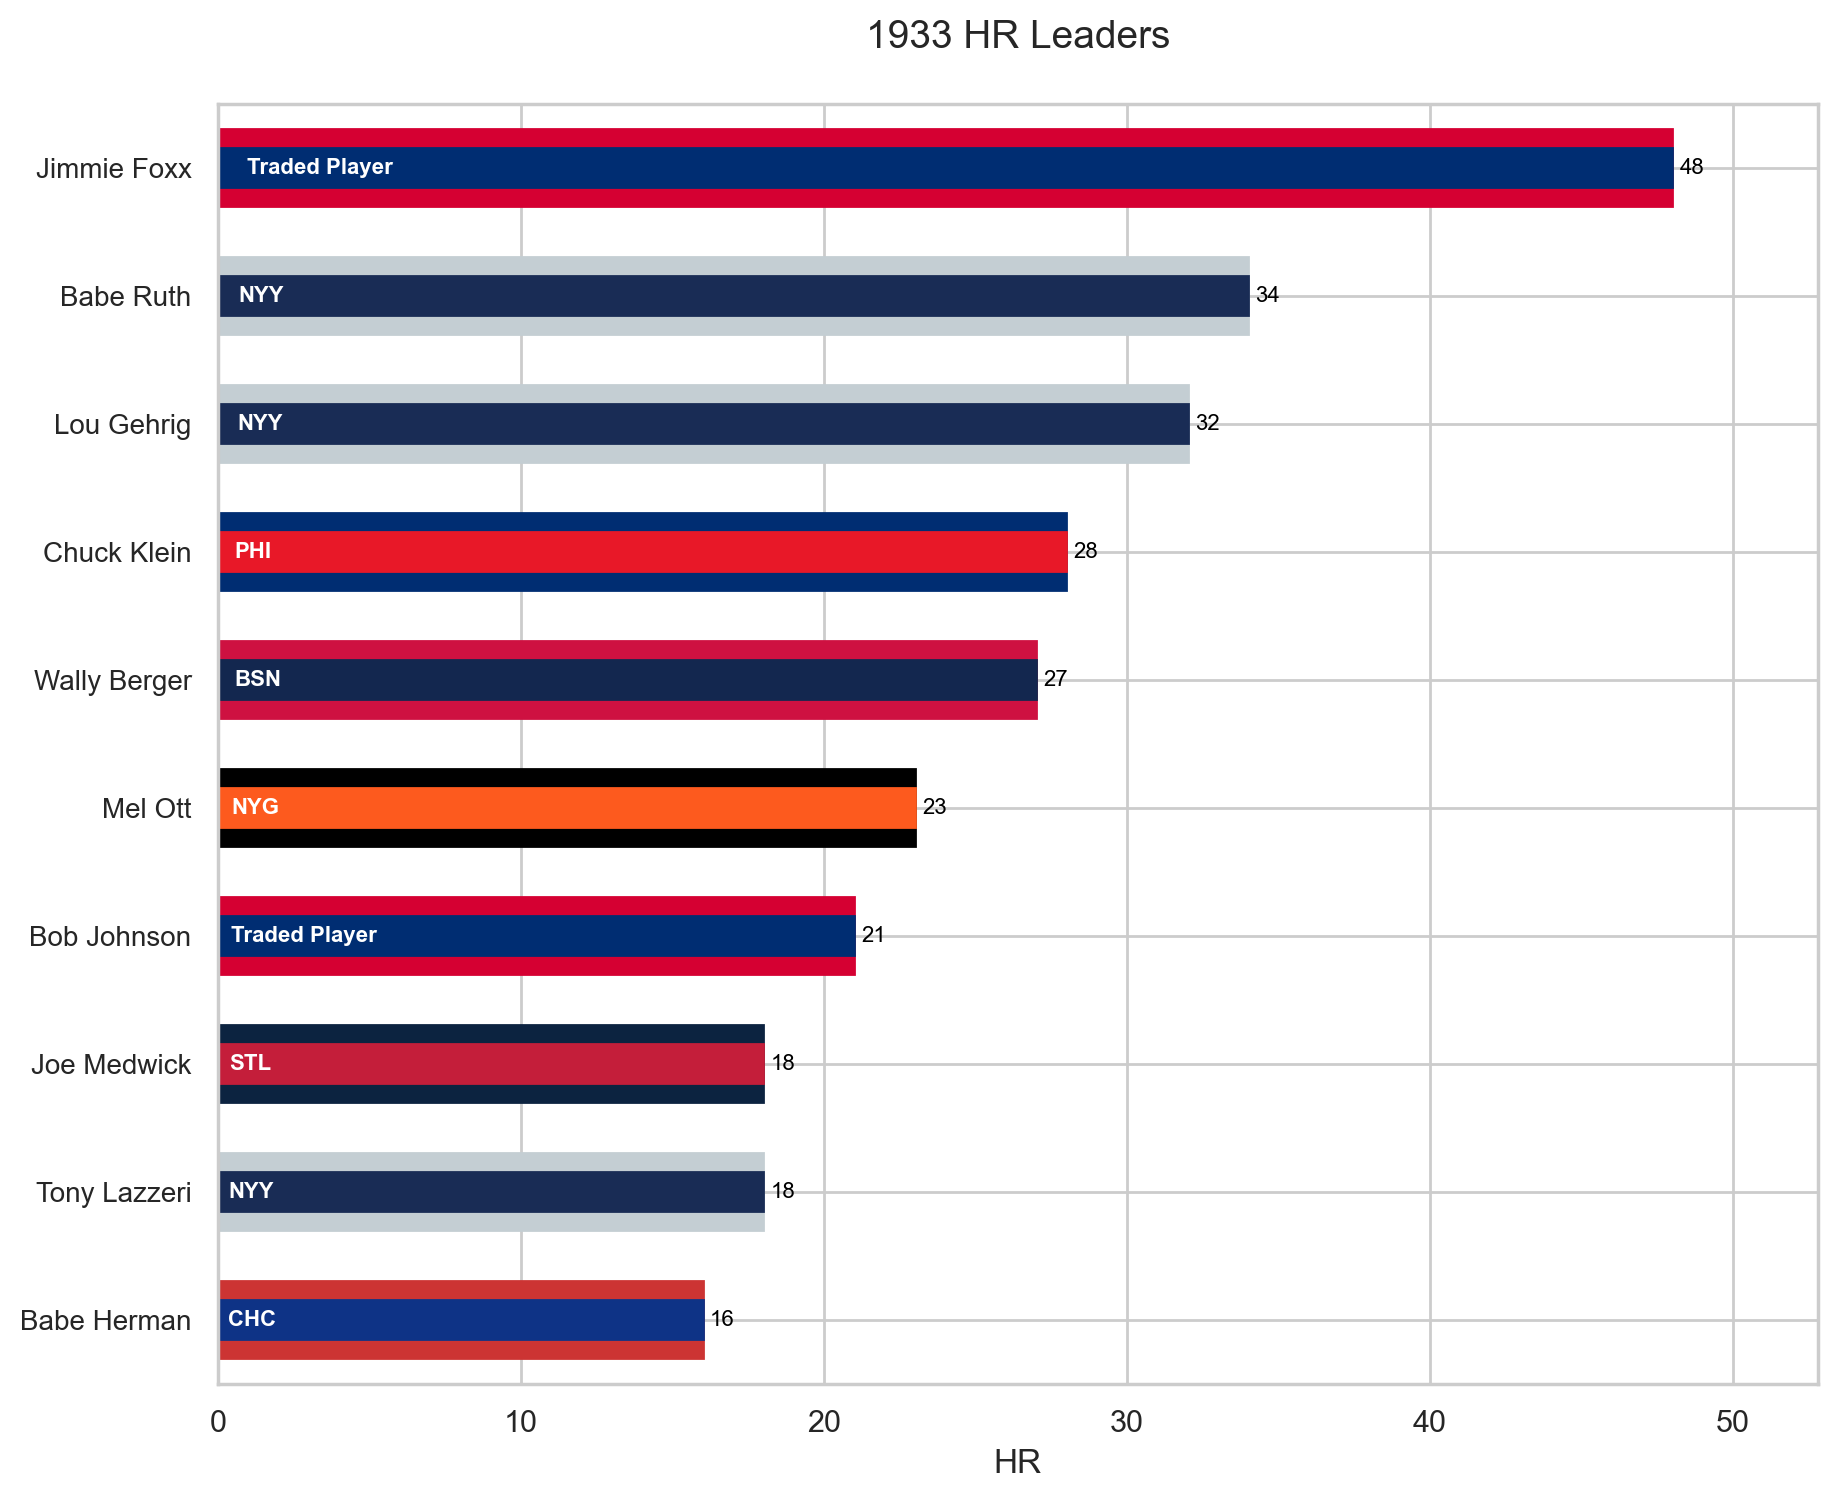 1933 HR Leaders
Jimmie Foxx Traded Player 48
Babe Ruth NYY 34
Lou Gehrig NYY 32
Chuck Klein PHI 28
Wally Berger BSN 27
Mel Ott NYG 23
Bob Johnson Traded Player 21
Joe Medwick STL 18
Tony Lazzeri NYY 18
Babe Herman CHC 16
0 10 20 30 40 50
HR